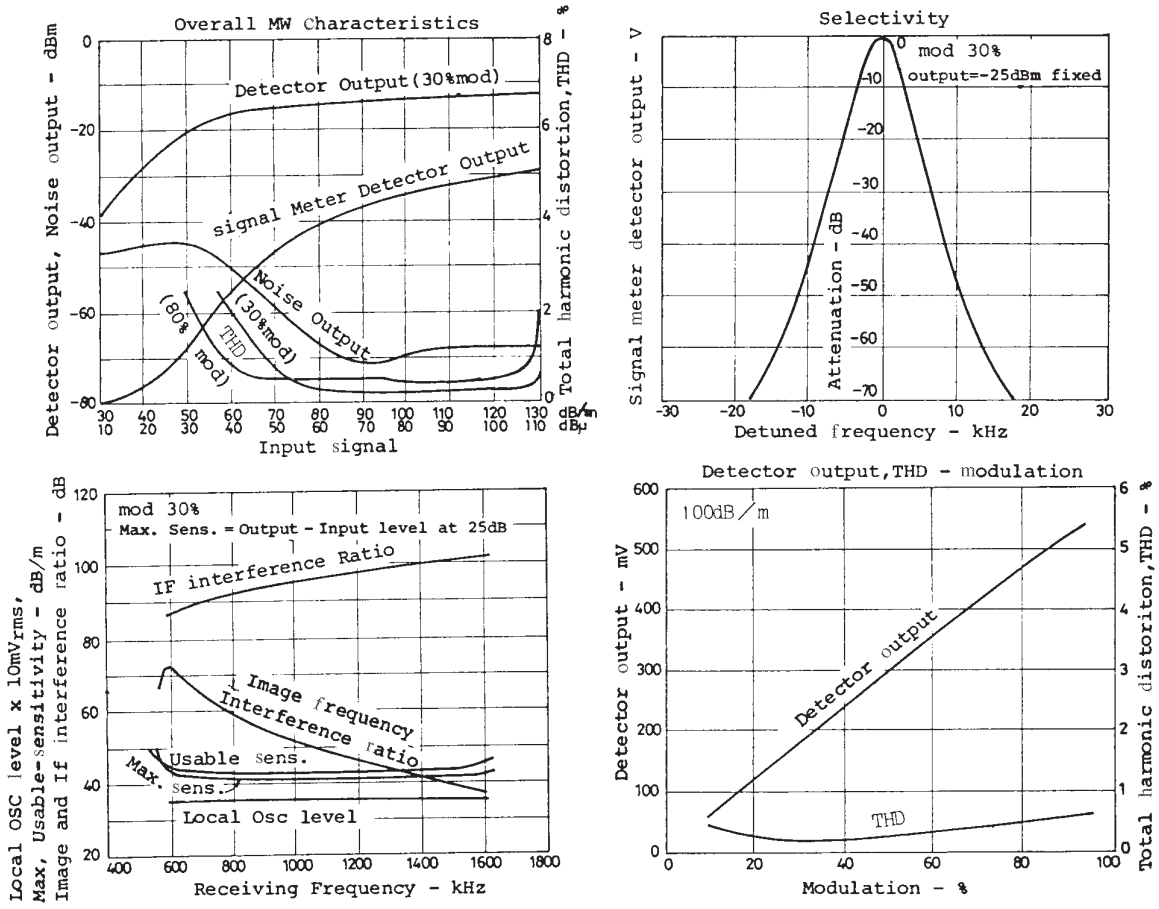 Overall MW Characteristics
Detector output, Noise output - dBm
0
-20
-40
-60
-80
Detector Output(30%mod)
signal Meter Detector Output
Noise Output
(80% mod)
THD
(30%mod)
8
6
4
2
0
Total harmonic distortion,THD - %
30 40 50 60 70 80 90 100 110 120 130 dB/m
10 20 30 40 50 60 70 80 90 100 110 dBμ
Input signal
Selectivity
Signal meter detector output - V
mod 30%
output=-25dBm fixed
0
-10
-20
-30
-40
-50
-60
-70
Attenuation - dB
-30 -20 -10 0 10 20 30
Detuned frequency - kHz
Local OSC level x 10mVrms,
Max, Usable-sensitivity - dB/m
Image and If interference ratio - dB
120
100
80
60
40
20
mod 30%
Max. Sens. = Output - Input level at 25dB
IF interference Ratio
Image frequency
Interference ratio
Usable sens.
Max. sens.
Local Osc level
400 600 800 1000 1200 1400 1600 1800
Receiving Frequency - kHz
Detector output,THD - modulation
Detector output - mV
600
500
400
300
200
100
0
100dB/m
Detector output
THD
6
5
4
3
2
1
0
Total harmonic distoriton,THD - %
0 20 40 60 80 100
Modulation - %